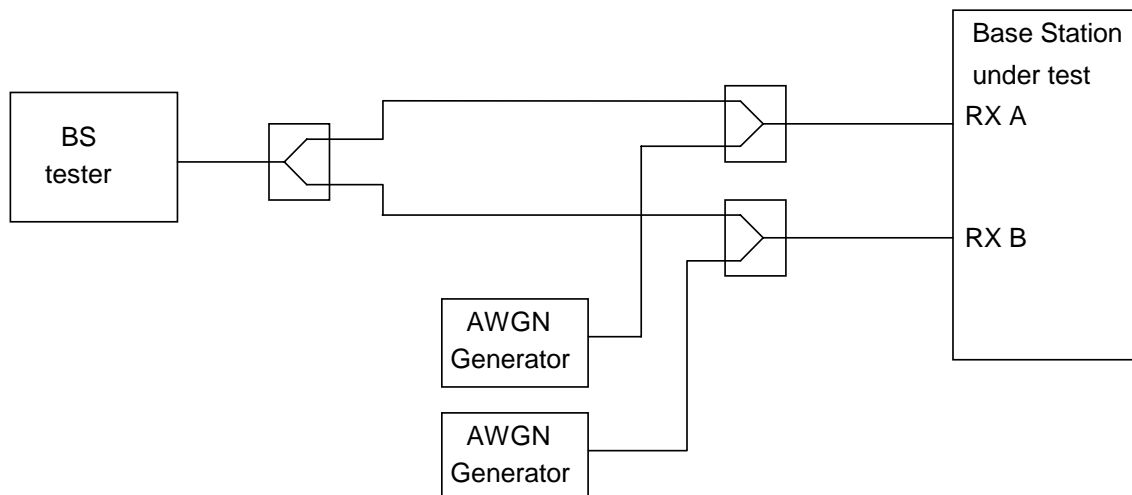 BS
tester
Base Station
under test
RX A
RX B
AWGN
Generator
AWGN
Generator